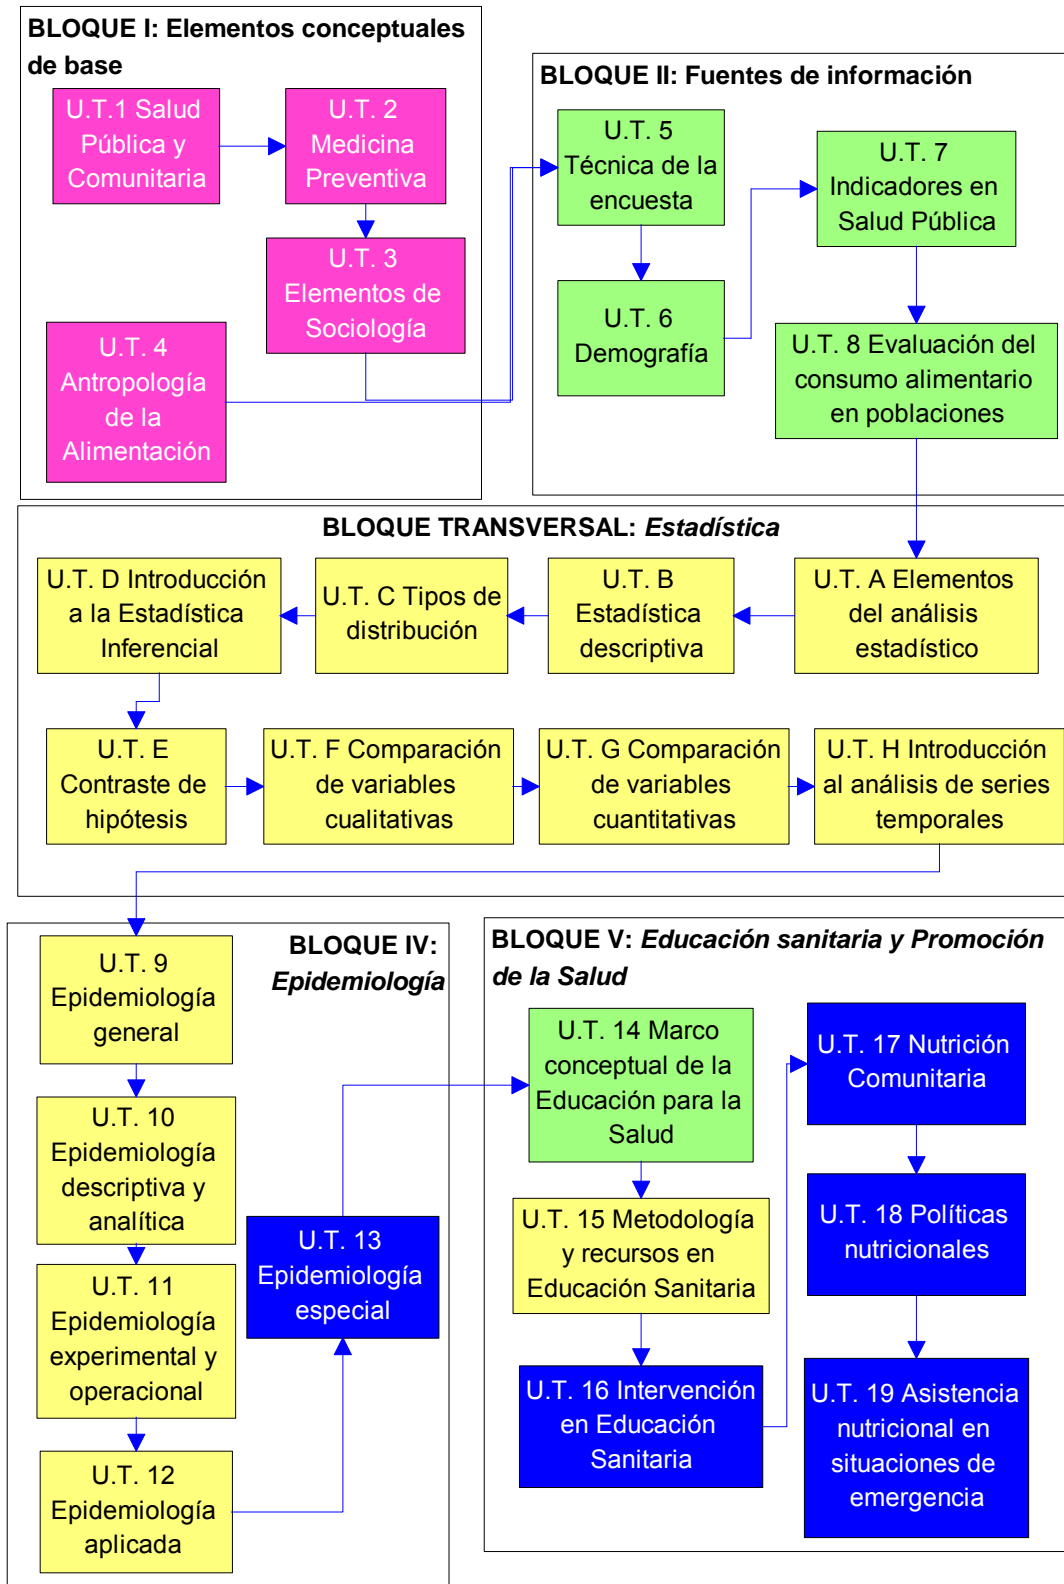 BLOQUE I: Elementos conceptuales
de base
U.T.1 Salud
Pública y
Comunitaria
U.T. 2
Medicina
Preventiva
U.T. 3
Elementos de
Sociología
U.T. 4
Antropología
de la
Alimentación
BLOQUE II: Fuentes de información
U.T. 5
Técnica de la
encuesta
U.T. 6
Demografía
U.T. 7
Indicadores en
Salud Pública
U.T. 8 Evaluación del
consumo alimentario
en poblaciones
BLOQUE TRANSVERSAL: Estadística
U.T. D Introducción
a la Estadística
Inferencial
U.T. C Tipos de
distribución
U.T. B
Estadística
descriptiva
U.T. A Elementos
del análisis
estadístico
U.T. E
Contraste de
hipótesis
U.T. F Comparación
de variables
cualitativas
U.T. G Comparación
de variables
cuantitativas
U.T. H Introducción
al análisis de series
temporales
BLOQUE IV:
Epidemiología
U.T. 9
Epidemiología
general
U.T. 10
Epidemiología
descriptiva y
analítica
U.T. 11
Epidemiología
experimental y
operacional
U.T. 12
Epidemiología
aplicada
U.T. 13
Epidemiología
especial
BLOQUE V: Educación sanitaria y Promoción
de la Salud
U.T. 14 Marco
conceptual de la
Educación para la
Salud
U.T. 15 Metodología
y recursos en
Educación Sanitaria
U.T. 16 Intervención
en Educación
Sanitaria
U.T. 17 Nutrición
Comunitaria
U.T. 18 Políticas
nutricionales
U.T. 19 Asistencia
nutricional en
situaciones de
emergencia